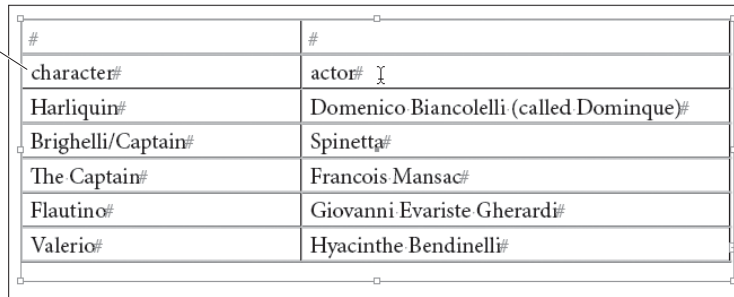 # #
character# actor#
Harliquin# Domenico Biancolelli (called Dominque)#
Brighelli/Captain# Spinetta#
The Captain# Francois Mansac#
Flautino# Giovanni Evariste Gherardi#
Valerio# Hyacinthe Bendinelli#